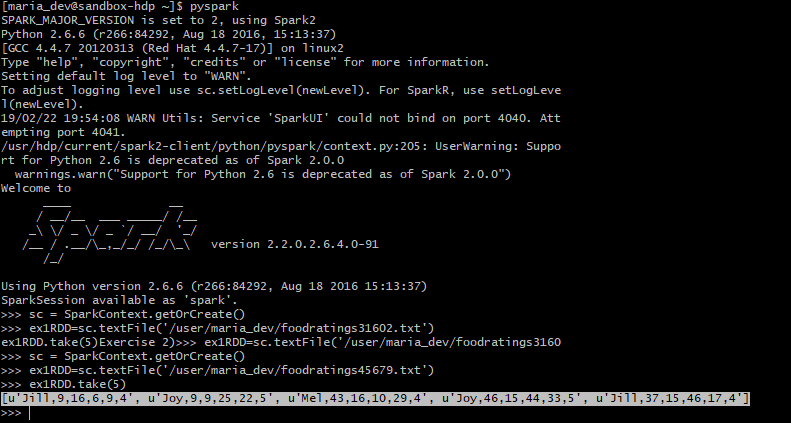 [maria_dev@sandbox-hdp ~]$ pyspark
SPARK_MAJOR_VERSION is set to 2, using Spark2
Python 2.6.6 (r266:84292, Aug 18 2016, 15:13:37)
[GCC 4.4.7 20120313 (Red Hat 4.4.7-17)] on linux2
Type "help", "copyright", "credits" or "license" for more information.
Setting default log level to "WARN".
To adjust logging level use sc.setLogLevel(newLevel). For SparkR, use setLogLeve
l(newLevel).
19/02/22 19:54:08 WARN Utils: Service 'SparkUI' could not bind on port 4040. Att
empting port 4041.
/usr/hdp/current/spark2-client/python/pyspark/context.py:205: UserWarning: Suppo
rt for Python 2.6 is deprecated as of Spark 2.0.0
  warnings.warn("Support for Python 2.6 is deprecated as of Spark 2.0.0")
Welcome to
      ____              __
     / __/__  ___ _____/ /__
    _\ \/ _ \/ _ `/ __/  '_/
   /__ / .__/\_,_/_/ /_/\_\   version 2.2.0.2.6.4.0-91
      /_/
Using Python version 2.6.6 (r266:84292, Aug 18 2016 15:13:37)
SparkSession available as 'spark'.
>>> sc = SparkContext.getOrCreate()
>>> ex1RDD=sc.textFile('/user/maria_dev/foodratings31602.txt')
ex1RDD.take(5)Exercise 2)>>> ex1RDD=sc.textFile('/user/maria_dev/foodratings3160
>>> sc = SparkContext.getOrCreate()
>>> ex1RDD=sc.textFile('/user/maria_dev/foodratings45679.txt')
>>> ex1RDD.take(5)
[u'Jill,9,16,6,9,4', u'Joy,9,9,25,22,5', u'Mel,43,16,10,29,4', u'Joy,46,15,44,33,5', u'Jill,37,15,46,17,4']
>>>